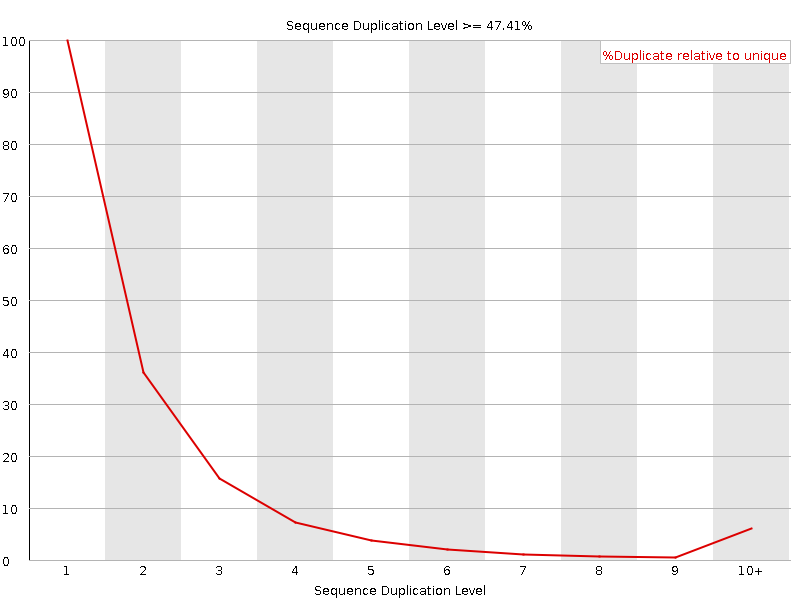 Sequence Duplication Level >= 47.41%
%Duplicate relative to unique
100
90
80
70
60
50
40
30
20
10
0
1 2 3 4 5 6 7 8 9 10+
Sequence Duplication Level